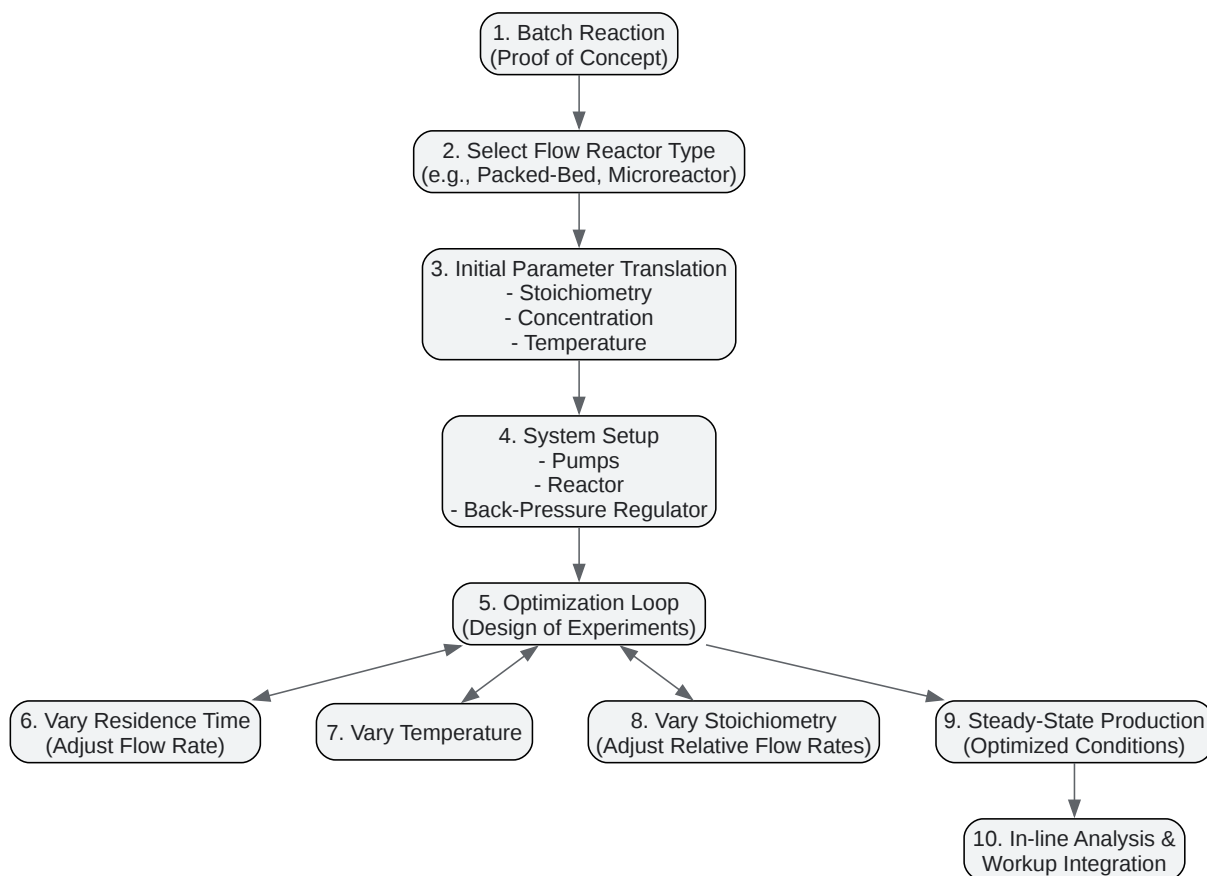 1. Batch Reaction
(Proof of Concept)
2. Select Flow Reactor Type
(e.g., Packed-Bed, Microreactor)
3. Initial Parameter Translation
- Stoichiometry
- Concentration
- Temperature
4. System Setup
- Pumps
- Reactor
- Back-Pressure Regulator
5. Optimization Loop
(Design of Experiments)
6. Vary Residence Time
(Adjust Flow Rate)
7. Vary Temperature
8. Vary Stoichiometry
(Adjust Relative Flow Rates)
9. Steady-State Production
(Optimized Conditions)
10. In-line Analysis &
Workup Integration